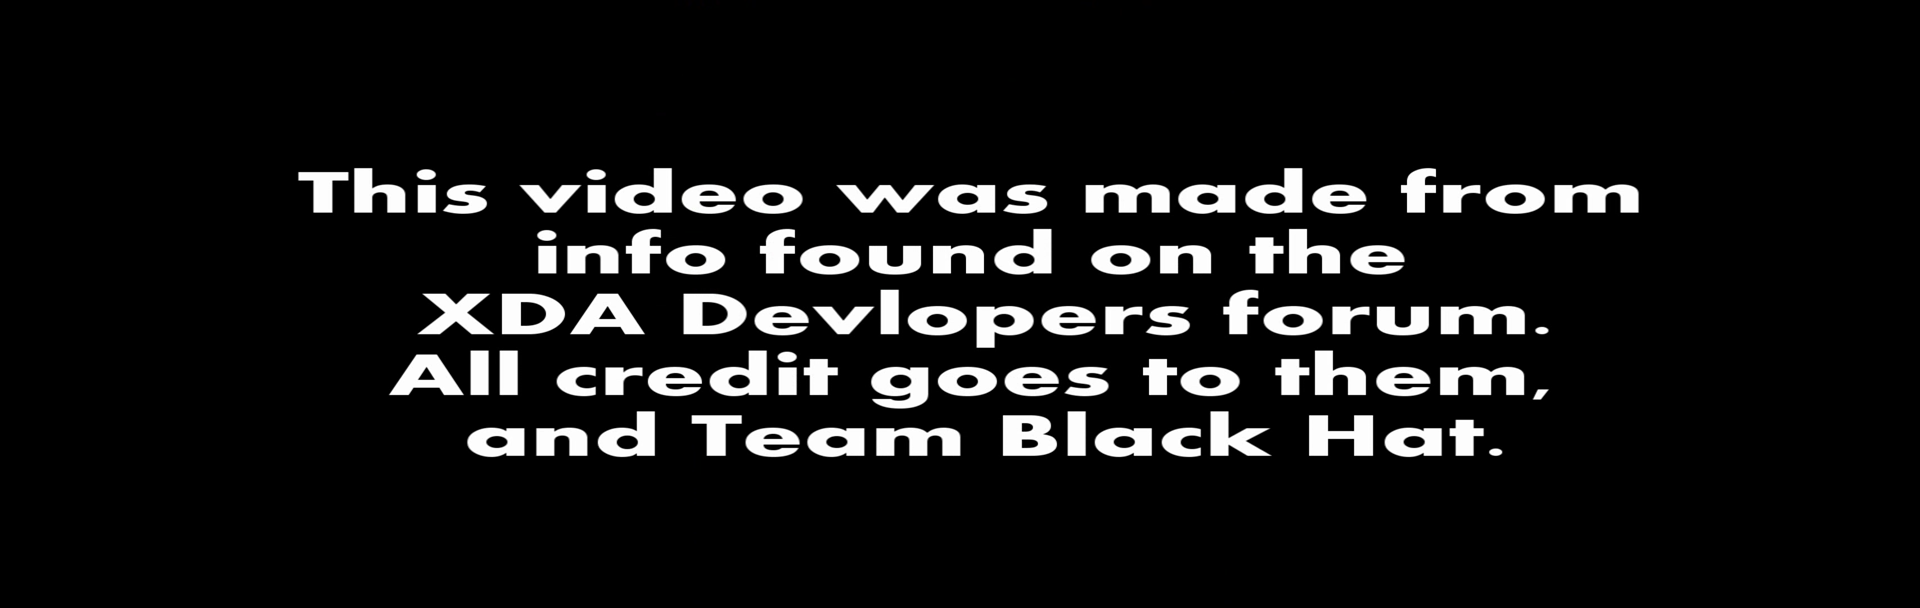 This video was made from
info found on the
XDA Devlopers forum.
All credit goes to them,
and Team Black Hat.